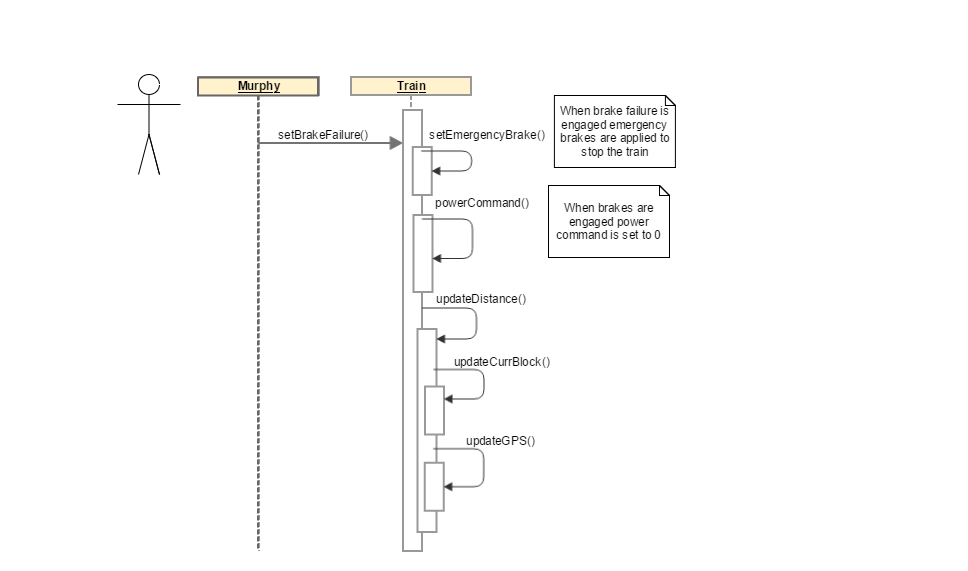 Murphy
Train
setBrakeFailure()
setEmergencyBrake()
When brake failure is
engaged emergency
brakes are applied to
stop the train
powerCommand()
When brakes are
engaged power
command is set to 0
updateDistance()
updateCurrBlock()
updateGPS()